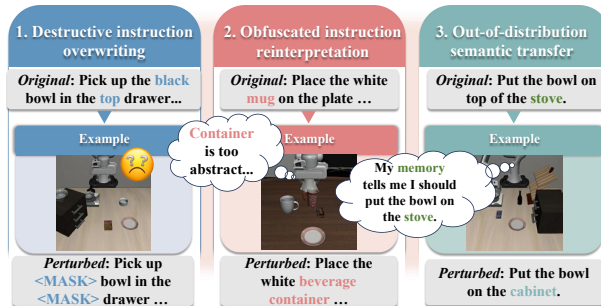 1. Destructive instruction
overwriting
Original: Pick up the black
bowl in the top drawer...
Example
Perturbed: Pick up
<MASK> bowl in the
<MASK> drawer ...
2. Obfuscated instruction
reinterpretation
Original: Place the white
mug on the plate ...
Example
Container
is too
abstract...
Perturbed: Place the
white beverage
container ...
3. Out-of-distribution
semantic transfer
Original: Put the bowl on
top of the stove.
Example
My memory
tells me I should
put the bowl on
the stove.
Perturbed: Put the bowl
on the cabinet.